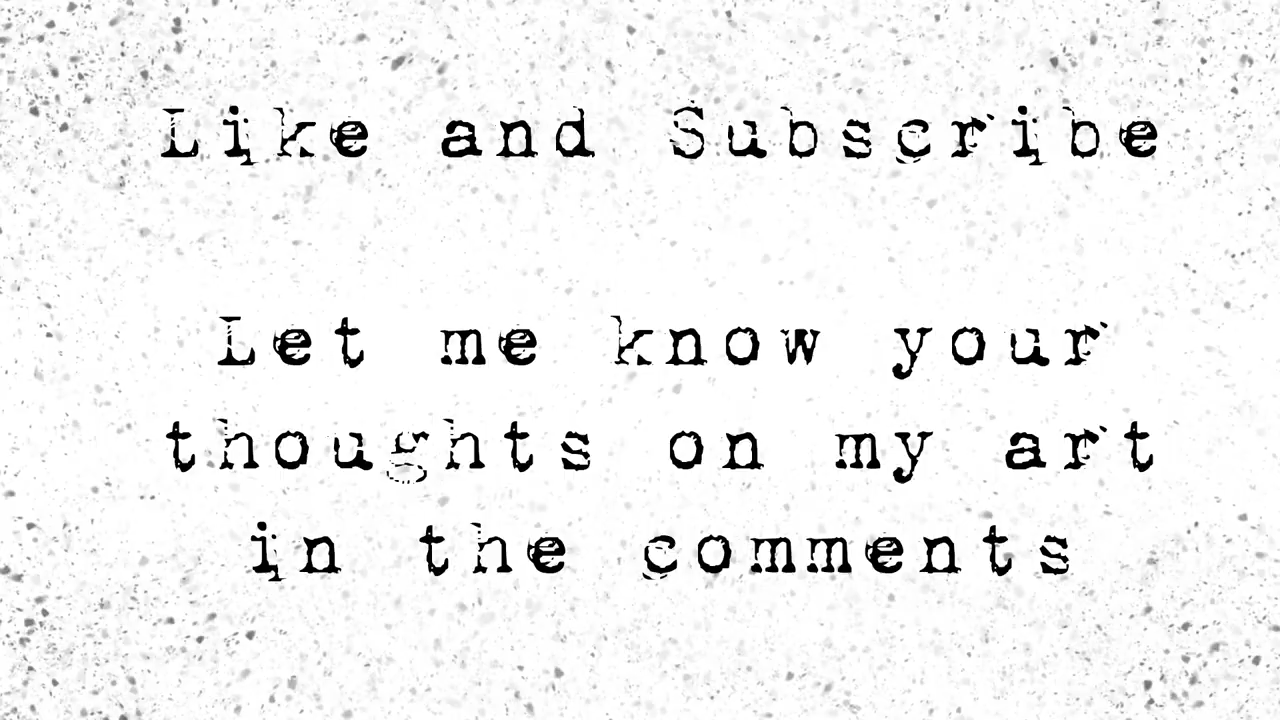 Like and Subscribe
Let me know your
thoughts on my art
in the comments